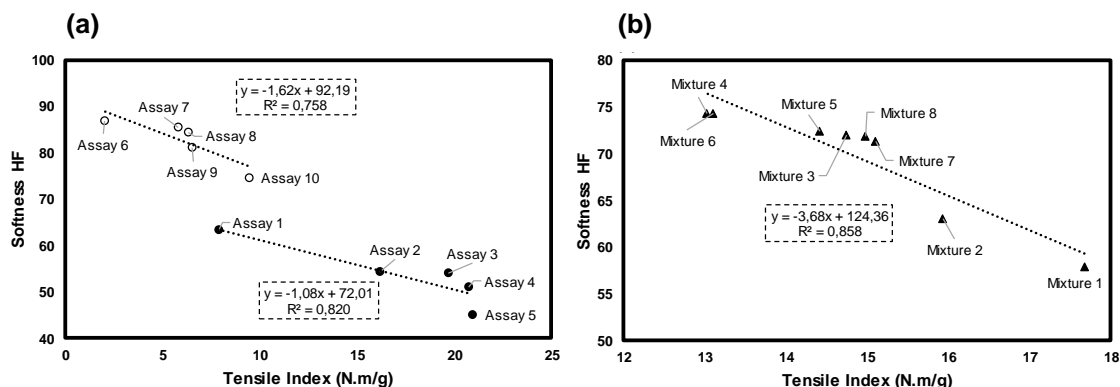 (a)
100
90
80
70
60
50
40
Softness HF
y = -1,62x + 92,19
R² = 0,758
Assay 7
Assay 8
Assay 6
Assay 9
Assay 10
Assay 1
Assay 2
Assay 3
Assay 4
Assay 5
y = -1,08x + 72,01
R² = 0,820
0 5 10 15 20 25
Tensile Index (N.m/g)
(b)
80
75
70
65
60
55
50
Softness HF
Mixture 4
Mixture 5
Mixture 8
Mixture 6
Mixture 7
Mixture 3
y = -3,68x + 124,36
R² = 0,858
Mixture 2
Mixture 1
12 13 14 15 16 17 18
Tensile Index (N.m/g)